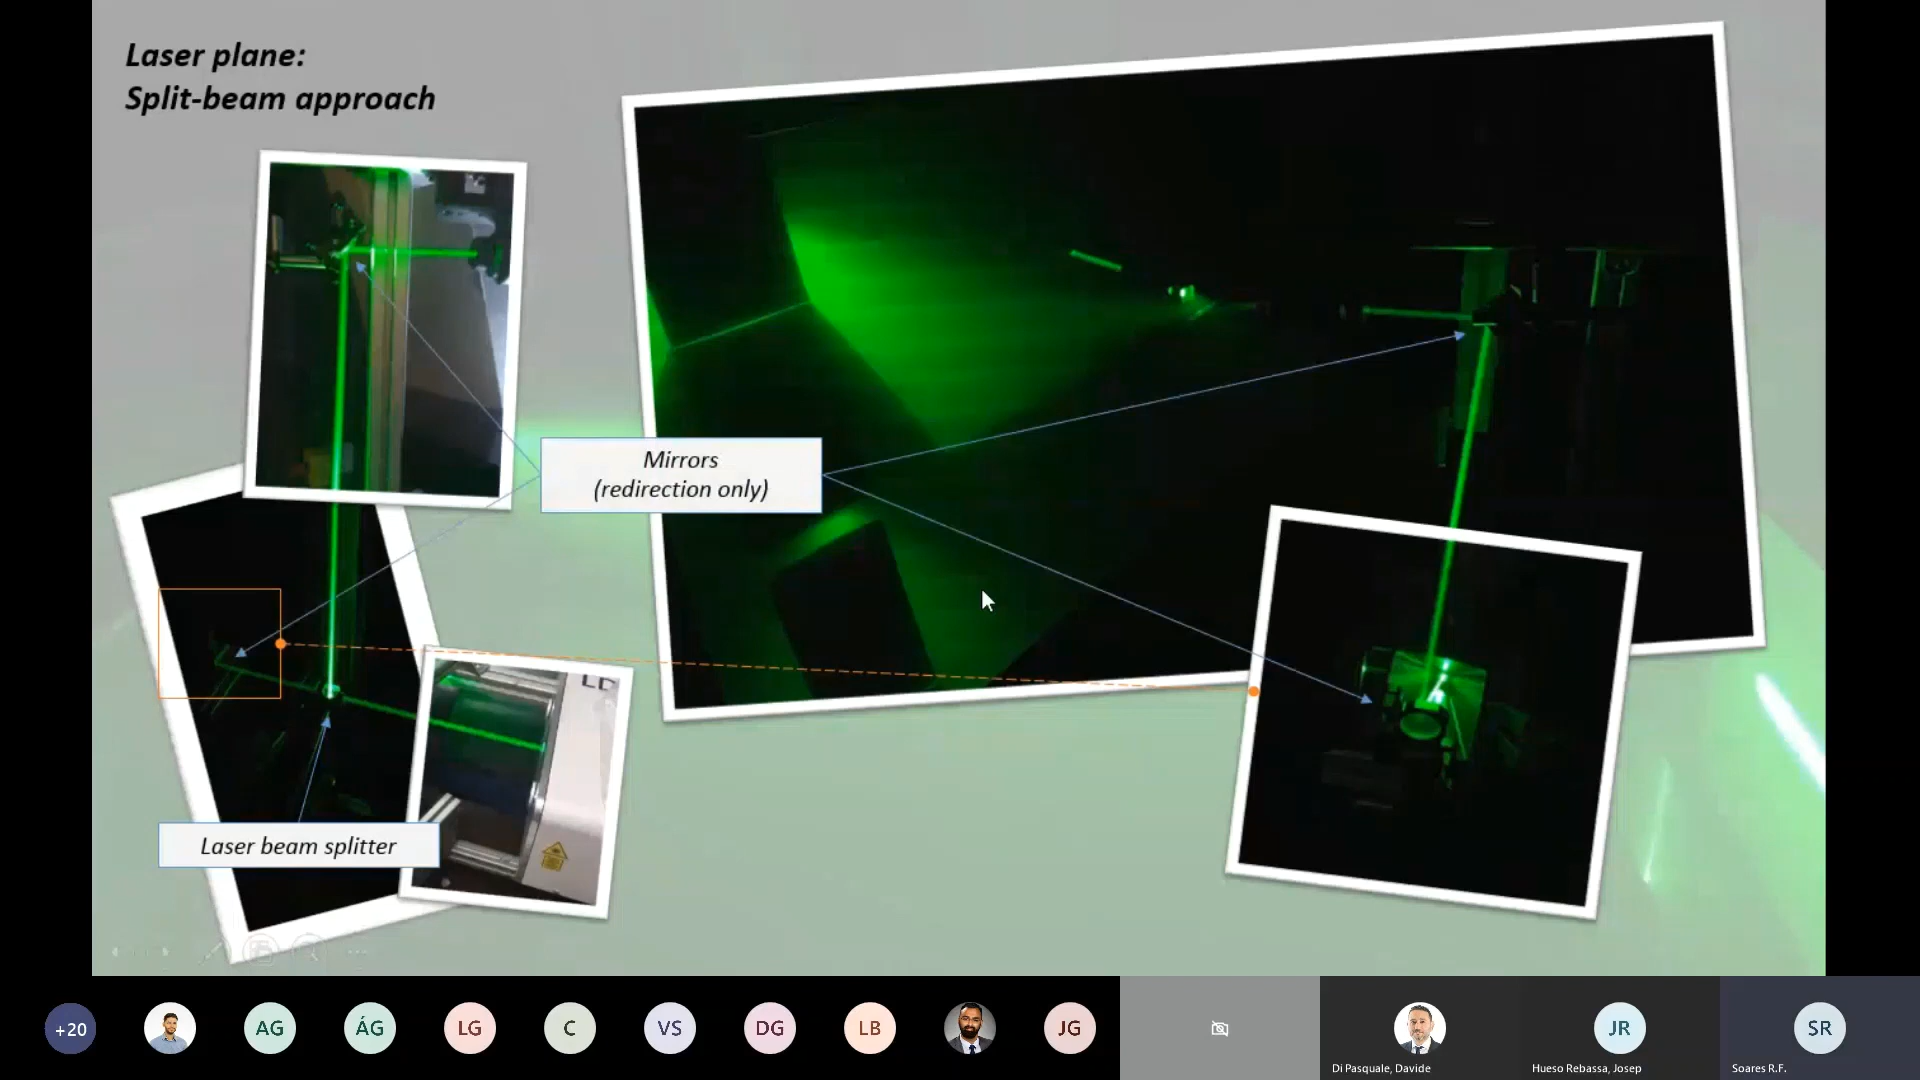 Laser plane:
Split-beam approach
Mirrors
(redirection only)
Laser beam splitter
+20
AG
ÁG
LG
C
VS
DG
LB
JG
JR
SR
Di Pasquale, Davide
Hueso Rebassa, Josep
Soares R.F.